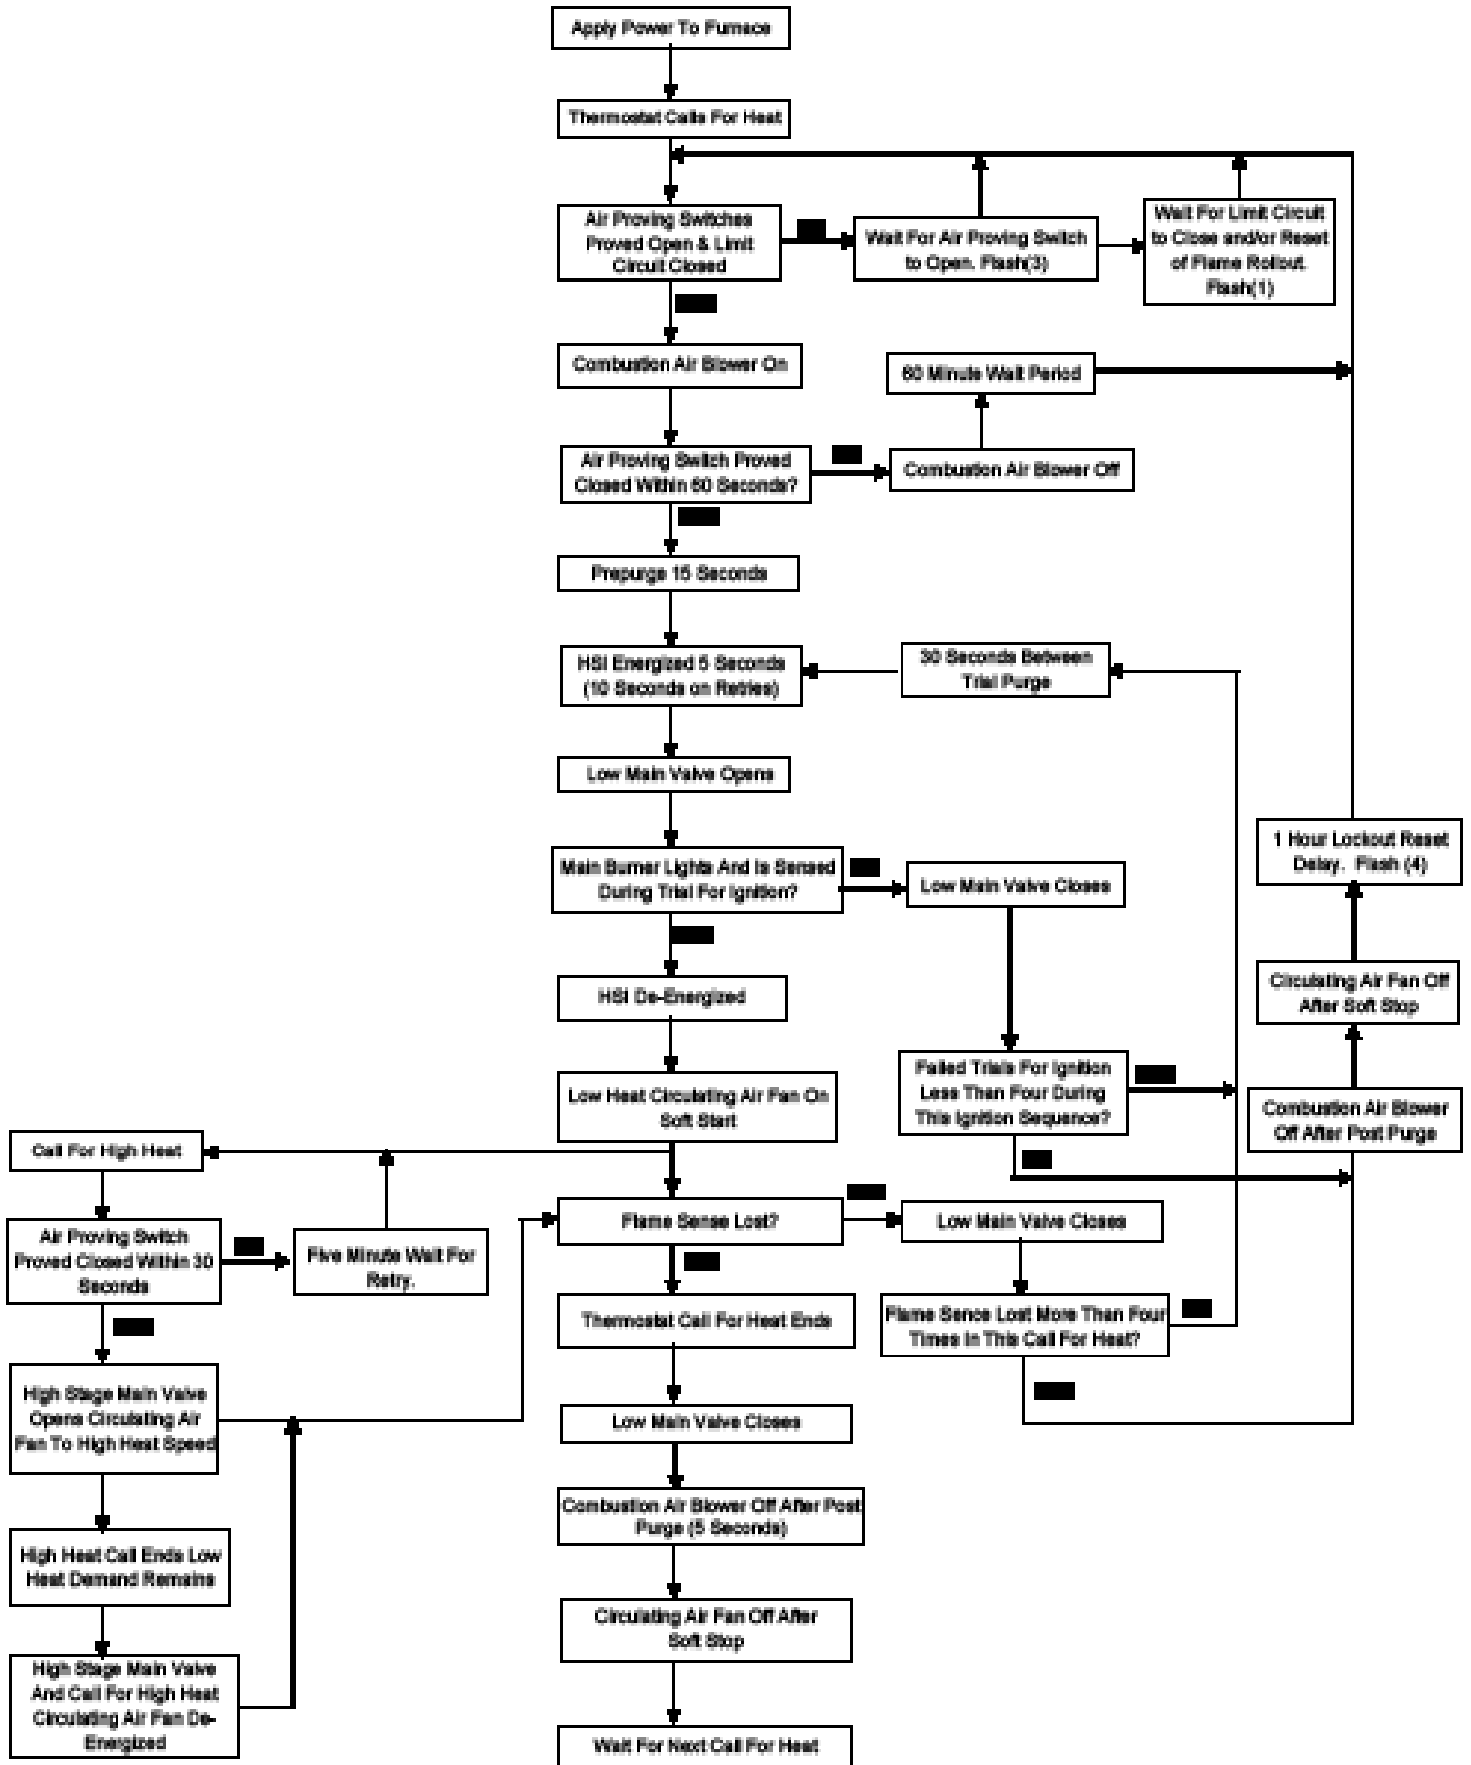 Apply Power To Furnace
Thermostat Calls For Heat
Air Proving Switches
Proved Open & Limit
Circuit Closed
Wait For Air Proving Switch
to Open. Flash(3)
Wait For Limit Circuit
to Close and/or Reset
of Flame Rollout.
Flash(1)
Combustion Air Blower On
60 Minute Wait Period
Air Proving Switch Proved
Closed Within 60 Seconds?
Combustion Air Blower Off
Prepurge 15 Seconds
HSI Energized 5 Seconds
(10 Seconds on Retries)
30 Seconds Between
Trial Purge
Low Main Valve Opens
Main Burner Lights And Is Sensed
During Trial For Ignition?
Low Main Valve Closes
1 Hour Lockout Reset
Delay. Flash (4)
HSI De-Energized
Circulating Air Fan Off
After Soft Stop
Low Heat Circulating Air Fan On
Soft Start
Failed Trials For Ignition
Less Than Four During
This Ignition Sequence?
Combustion Air Blower
Off After Post Purge
Call For High Heat
Air Proving Switch
Proved Closed Within 30
Seconds
Five Minute Wait For
Retry.
Flame Sense Lost?
Low Main Valve Closes
Thermostat Call For Heat Ends
Flame Sence Lost More Than Four
Times In This Call For Heat?
High Stage Main Valve
Opens Circulating Air
Fan To High Heat Speed
Low Main Valve Closes
Combustion Air Blower Off After Post
Purge (5 Seconds)
High Heat Call Ends Low
Heat Demand Remains
Circulating Air Fan Off After
Soft Stop
High Stage Main Valve
And Call For High Heat
Circulating Air Fan De-
Energized
Wait For Next Call For Heat